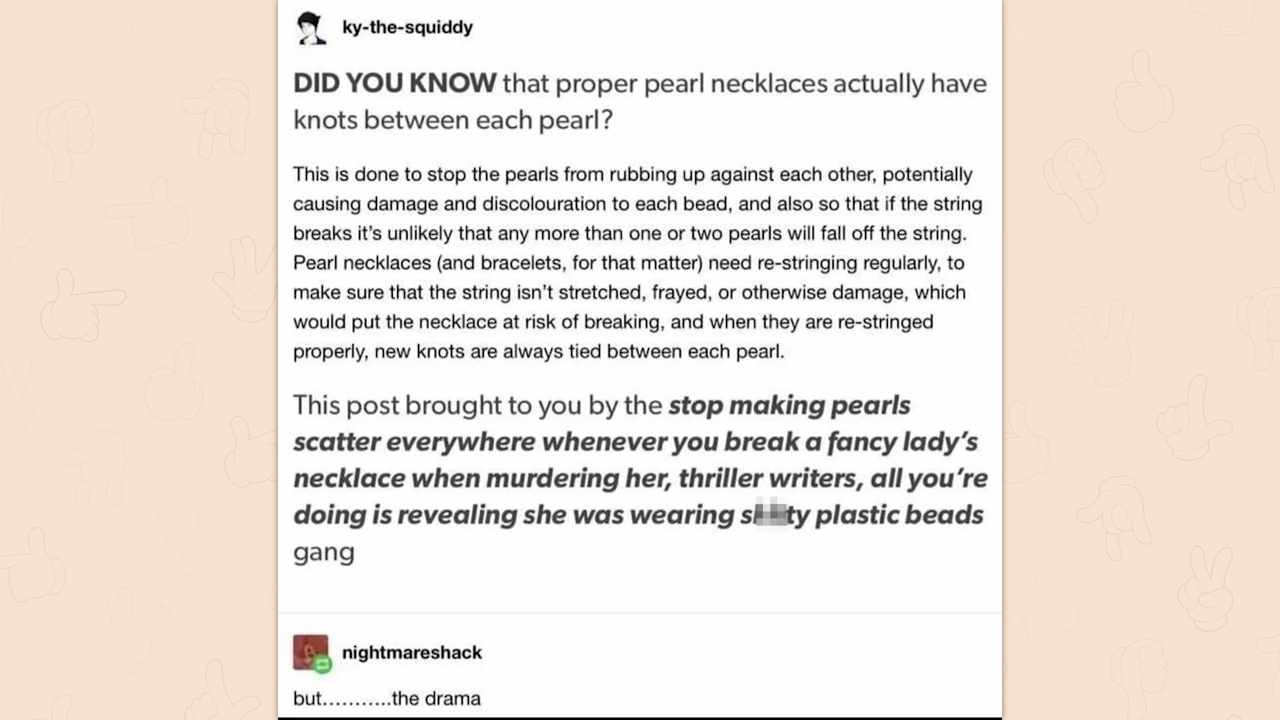 ky-the-squiddy
DID YOU KNOW that proper pearl necklaces actually have
knots between each pearl?
This is done to stop the pearls from rubbing up against each other, potentially
causing damage and discolouration to each bead, and also so that if the string
breaks it's unlikely that any more than one or two pearls will fall off the string.
Pearl necklaces (and bracelets, for that matter) need re-stringing regularly, to
make sure that the string isn't stretched, frayed, or otherwise damage, which
would put the necklace at risk of breaking, and when they are re-stringed
properly, new knots are always tied between each pearl.
This post brought to you by the stop making pearls
scatter everywhere whenever you break a fancy lady's
necklace when murdering her, thriller writers, all you're
doing is revealing she was wearing plastic beads
gang
nightmareshack
but...........the drama